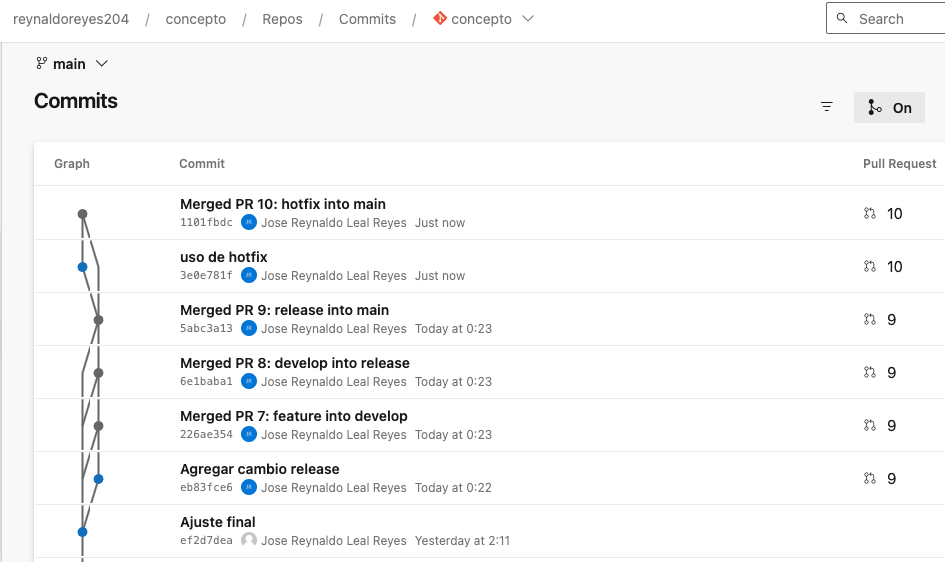 reynaldoreyes204 / concepto / Repos / Commits / concepto
Search
main
Commits
On
Graph Commit Pull Request
Merged PR 10: hotfix into main
1101fbdc Jose Reynaldo Leal Reyes Just now
10
uso de hotfix
3e0e781f Jose Reynaldo Leal Reyes Just now
10
Merged PR 9: release into main
5abc3a13 Jose Reynaldo Leal Reyes Today at 0:23
9
Merged PR 8: develop into release
6e1baba1 Jose Reynaldo Leal Reyes Today at 0:23
9
Merged PR 7: feature into develop
226ae354 Jose Reynaldo Leal Reyes Today at 0:23
9
Agregar cambio release
eb83fce6 Jose Reynaldo Leal Reyes Today at 0:22
9
Ajuste final
ef2d7dea Jose Reynaldo Leal Reyes Yesterday at 2:11